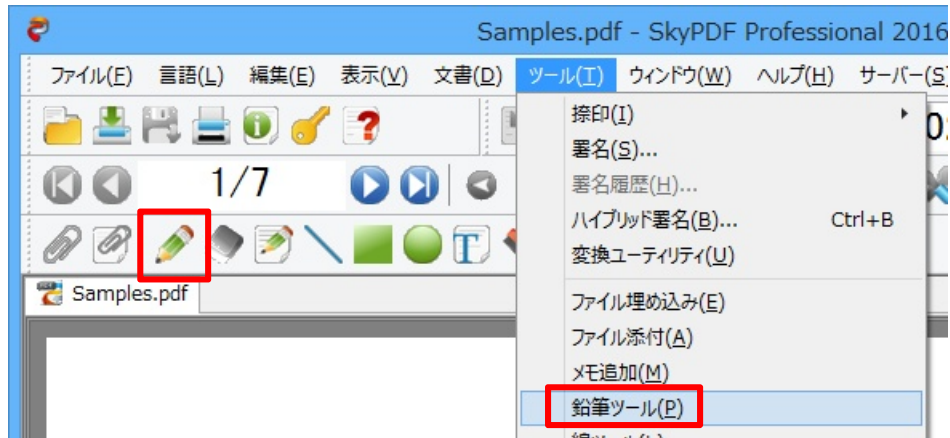 Samples.pdf - SkyPDF Professional 2016
ファイル(F) 言語(L) 編集(E) 表示(V) 文書(D) ツール(T) ウィンドウ(W) ヘルプ(H) サーバー(S)
捺印(I)
署名(S)...
1/7
署名履歴(H)...
ハイブリッド署名(B)... Ctrl+B
T
変換ユーティリティ(U)
Samples.pdf
ファイル埋め込み(E)
ファイル添付(A)
メモ追加(M)
鉛筆ツール(P)